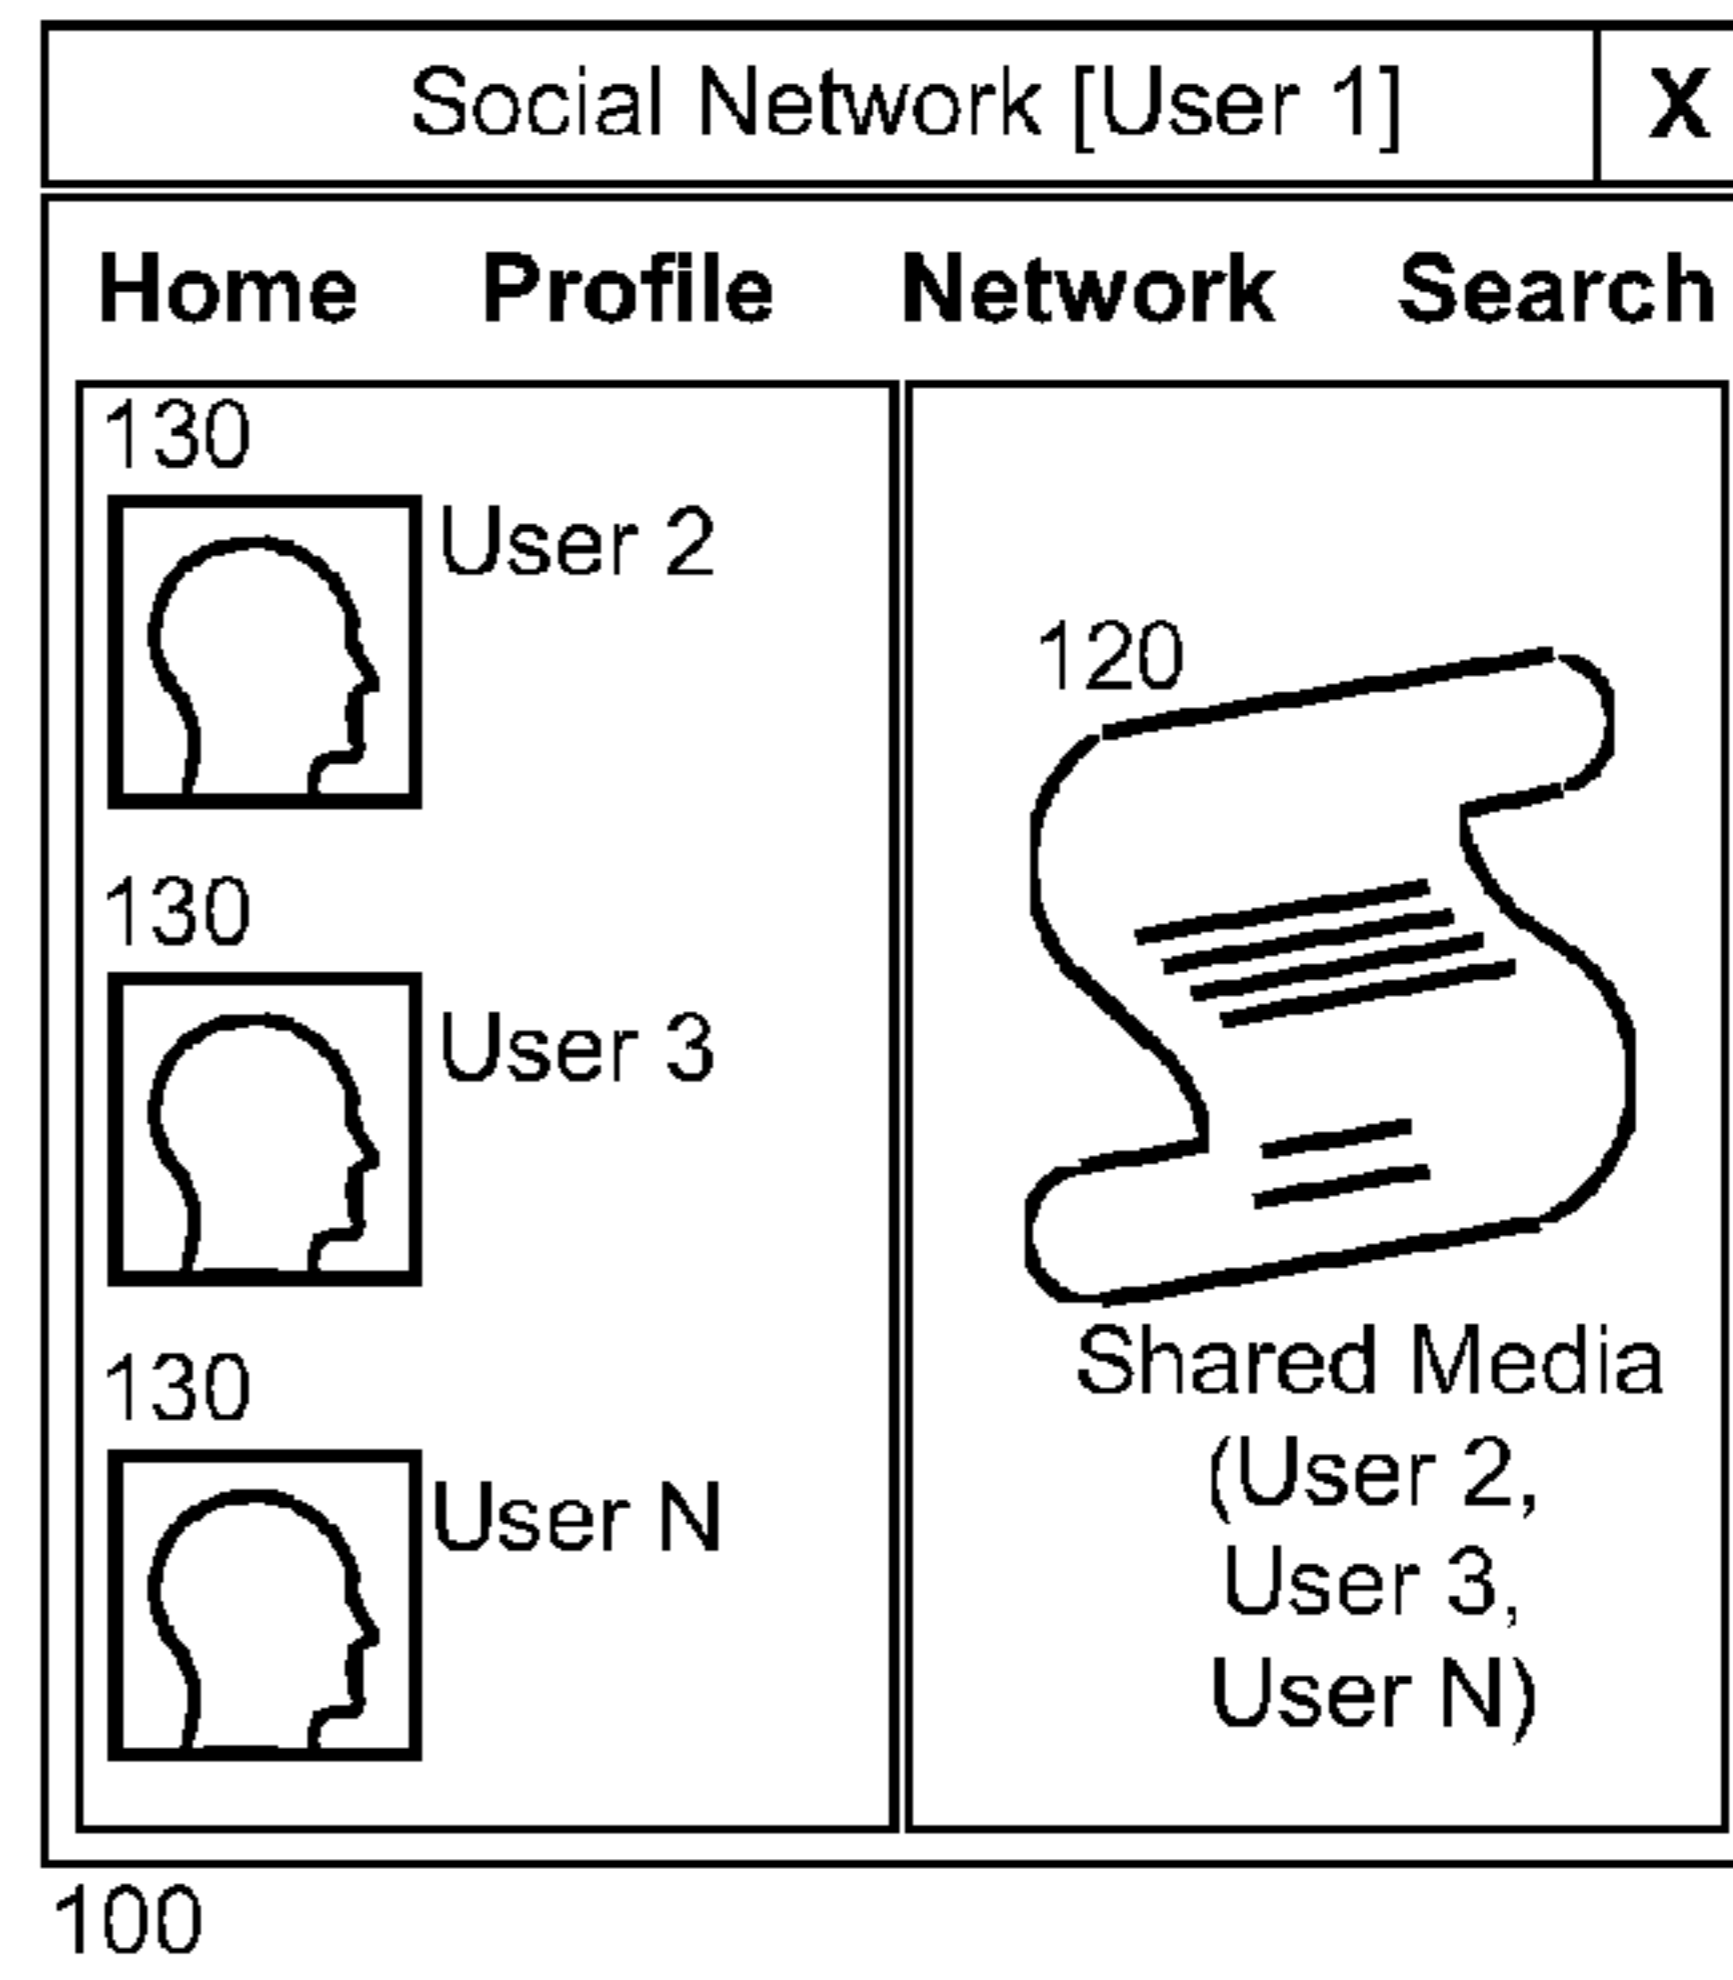 Social Network [User 1] X
Home Profile Network Search
130
User 2
130
User 3
130
User N
120
Shared Media
(User 2,
User 3,
User N)
100